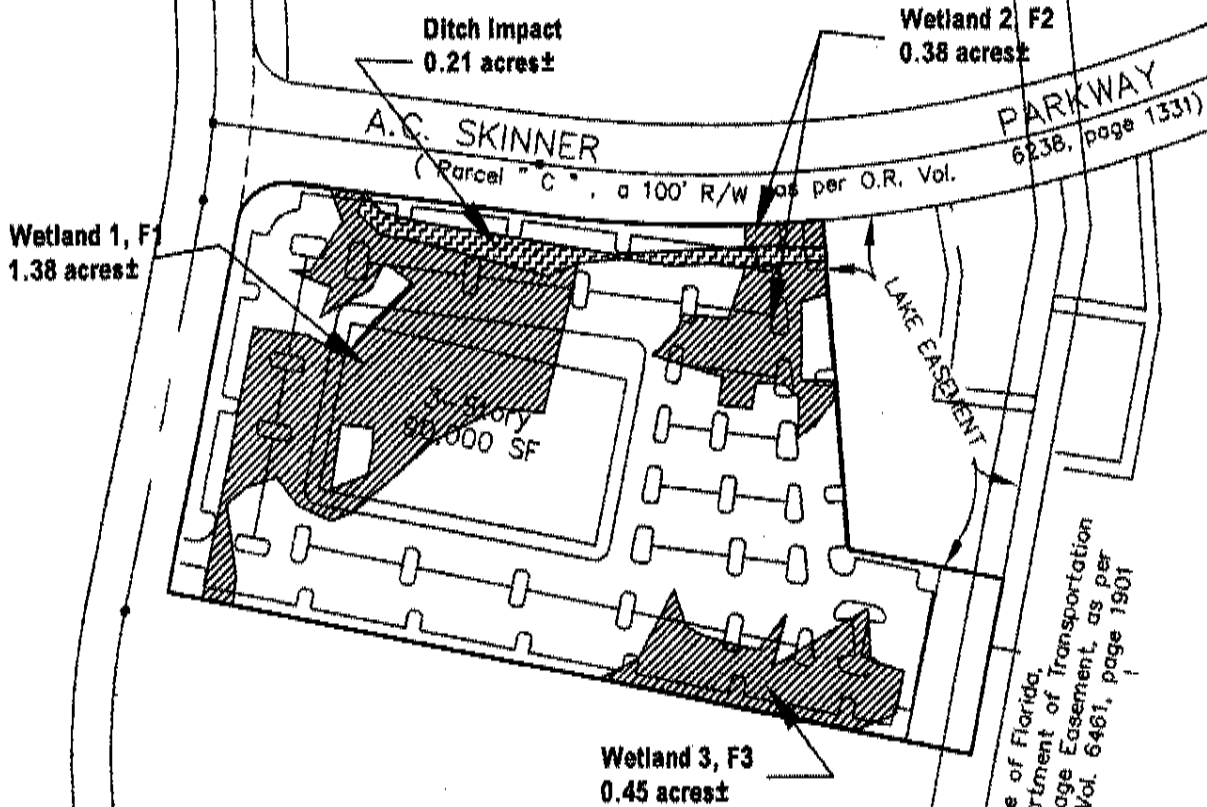 Ditch Impact
0.21 acres±
Wetland 2, F2
0.38 acres±
A.C. SKINNER
PARKWAY
( Parcel " C ", a 100' R/W as per O.R. Vol.
6238, page 1331)
Wetland 1, F1
1.38 acres±
LAKE EASEMENT
Story
000 SF
e of Florida,
rtment of Transportation
age Easement, as per
Vol. 6461, page 1901
Wetland 3, F3
0.45 acres±